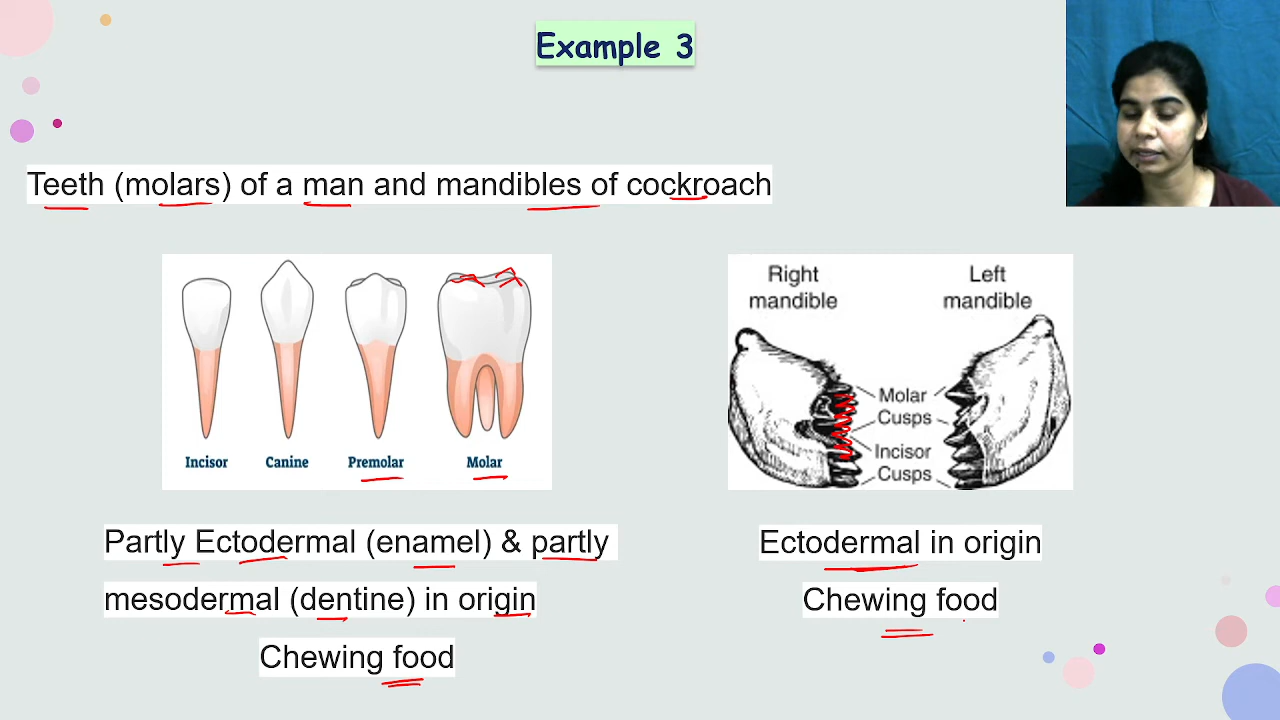 Example 3
Teeth (molars) of a man and mandibles of cockroach
Incisor
Canine
Premolar
Molar
Right
mandible
Left
mandible
Molar
Cusps
Incisor
Cusps
Partly Ectodermal (enamel) & partly
mesodermal (dentine) in origin
Chewing food
Ectodermal in origin
Chewing food